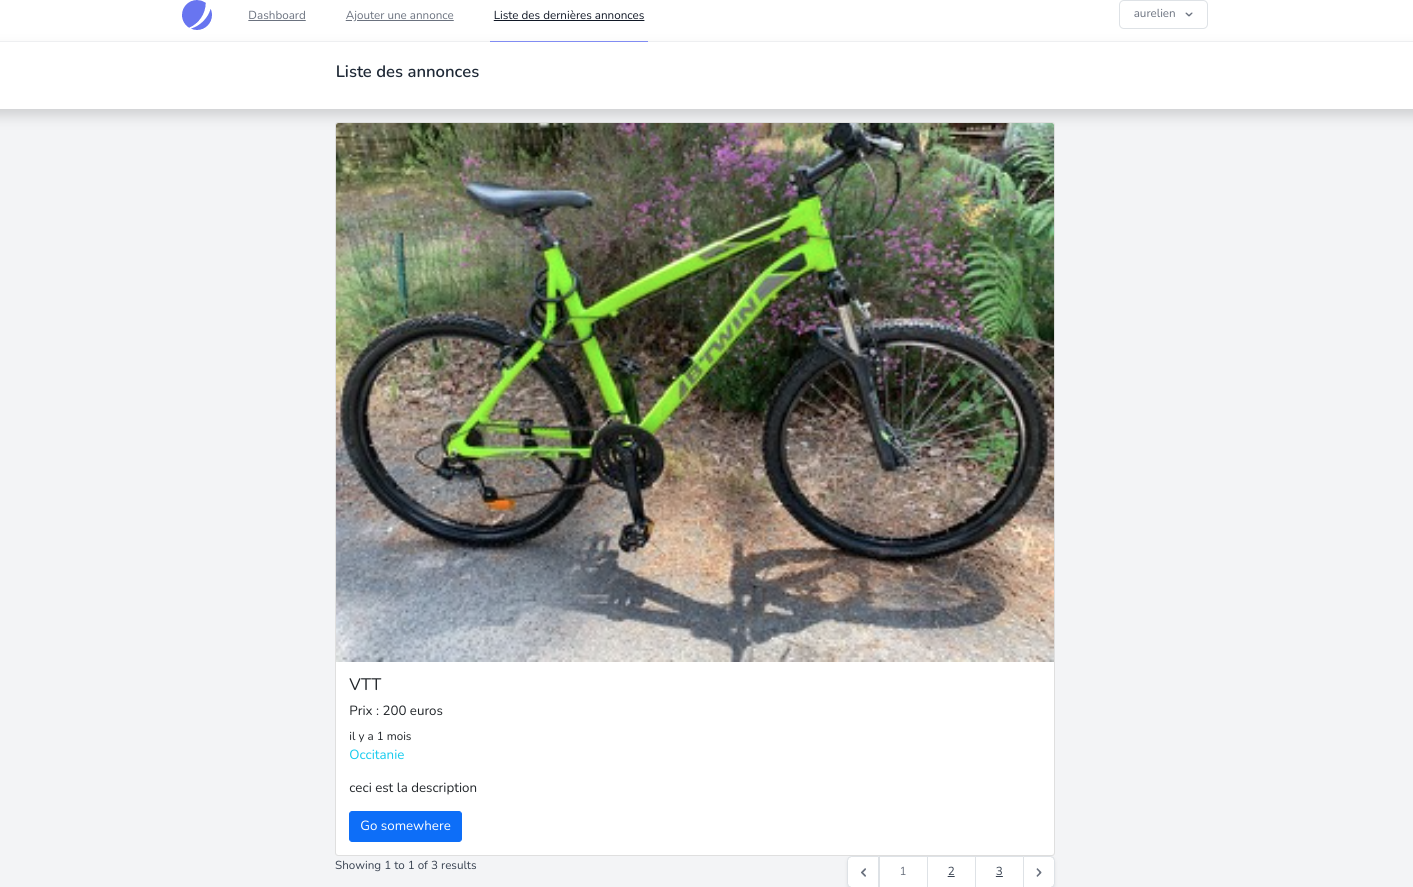 Dashboard Ajouter une annonce Liste des dernières annonces aurelien
Liste des annonces
BTWIN
VTT
Prix : 200 euros
il y a 1 mois
Occitanie
ceci est la description
Go somewhere
Showing 1 to 1 of 3 results
1 2 3